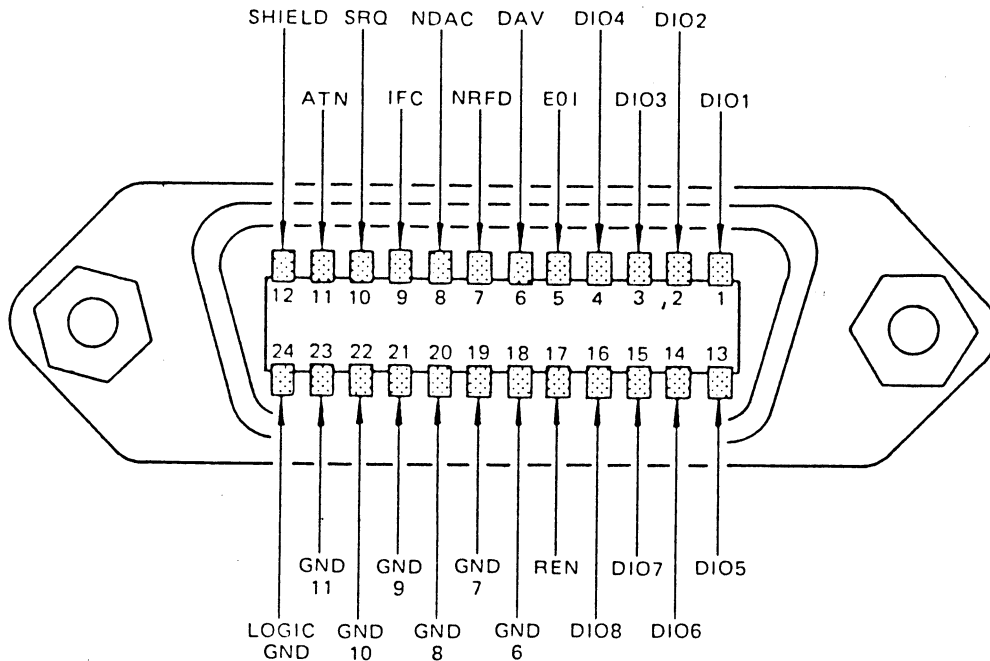 SHIELD SRQ NDAC DAV DIO4 DIO2
ATN IFC NRFD E0I DIO3 DIO1
12 11 10 9 8 7 6 5 4 3 ,2 1
24 23 22 21 20 19 18 17 16 15 14 13
GND GND GND REN DIO7 DIO5
11 9 7
LOGIC GND GND GND DIO8 DIO6
GND 10 8 6